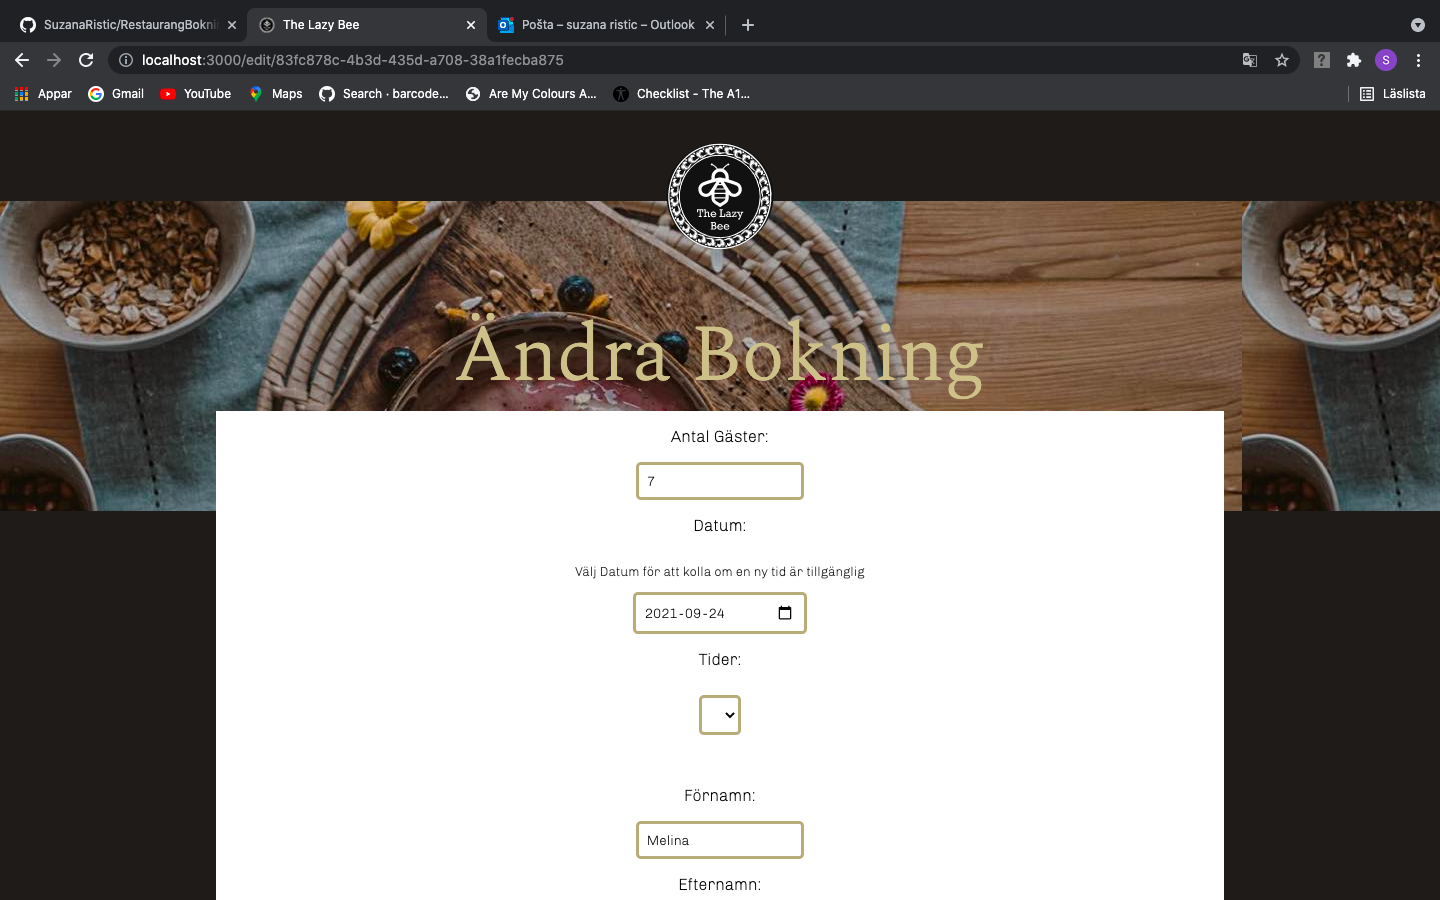 SuzanaRistic/RestaurangBokni
The Lazy Bee
Pošta – suzana ristic – Outlook
localhost:3000/edit/83fc878c-4b3d-435d-a708-38a1fecba875
S
Appar
Gmail
YouTube
Maps
Search · barcode...
Are My Colours A...
Checklist - The A1...
Läslista
The Lazy
Bee
Ändra Bokning
Antal Gäster:
7
Datum:
Välj Datum för att kolla om en ny tid är tillgänglig
2021-09-24
Tider:
Förnamn:
Melina
Efternamn: